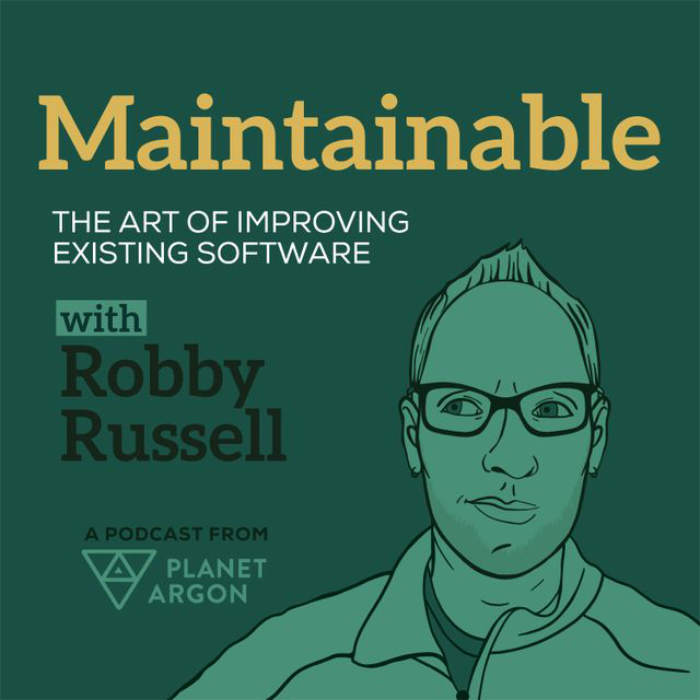 Maintainable
THE ART OF IMPROVING
EXISTING SOFTWARE
with
Robby
Russell
A PODCAST FROM
PLANET
ARGON